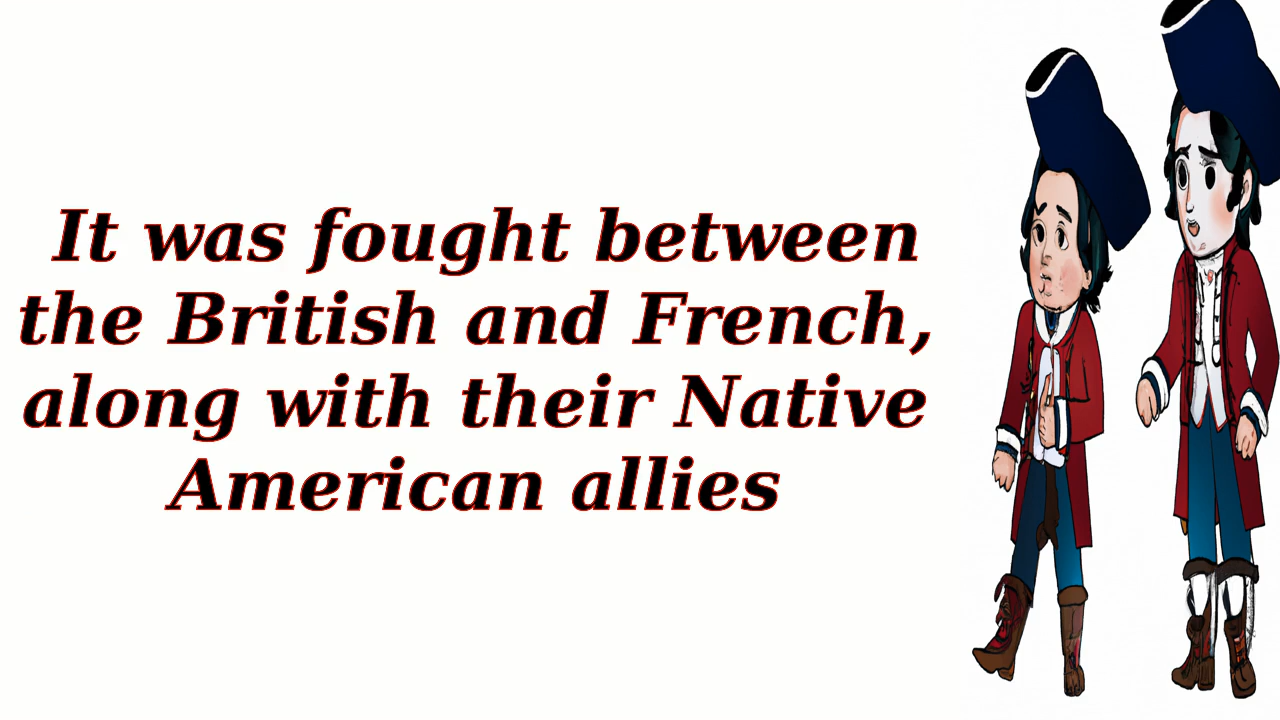 It was fought between
the British and French,
along with their Native
American allies